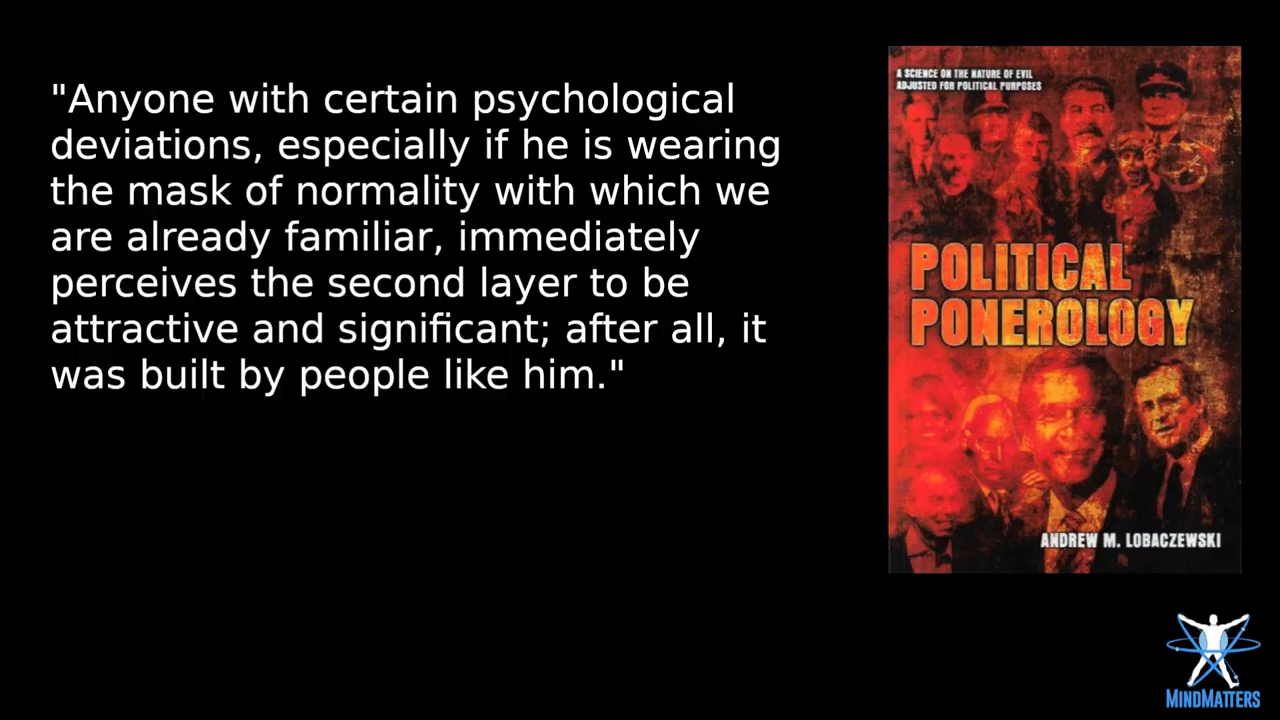 "Anyone with certain psychological
deviations, especially if he is wearing
the mask of normality with which we
are already familiar, immediately
perceives the second layer to be
attractive and significant; after all, it
was built by people like him."
A SCIENCE ON THE NATURE OF EVIL
ADJUSTED FOR POLITICAL PURPOSES
POLITICAL
PONEROLOGY
ANDREW M. LOBACZEWSKI
MINDMATTERS